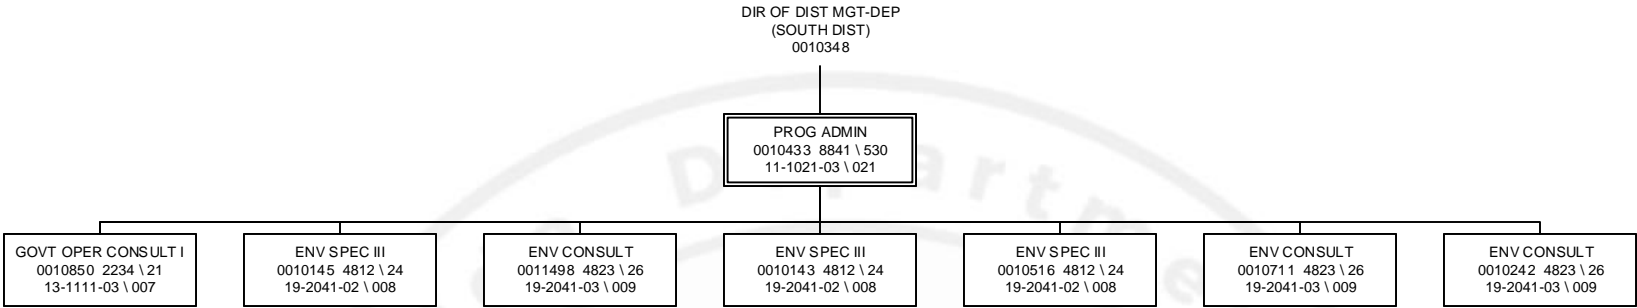 DIR OF DIST MGT-DEP
(SOUTH DIST)
0010348
PROG ADMIN
0010433 8841 \ 530
11-1021-03 \ 021
GOVT OPER CONSULT I
0010850 2234 \ 21
13-1111-03 \ 007
ENV SPEC III
0010145 4812 \ 24
19-2041-02 \ 008
ENV CONSULT
0011498 4823 \ 26
19-2041-03 \ 009
ENV SPEC III
0010143 4812 \ 24
19-2041-02 \ 008
ENV SPEC III
0010516 4812 \ 24
19-2041-02 \ 008
ENV CONSULT
0010711 4823 \ 26
19-2041-03 \ 009
ENV CONSULT
0010242 4823 \ 26
19-2041-03 \ 009